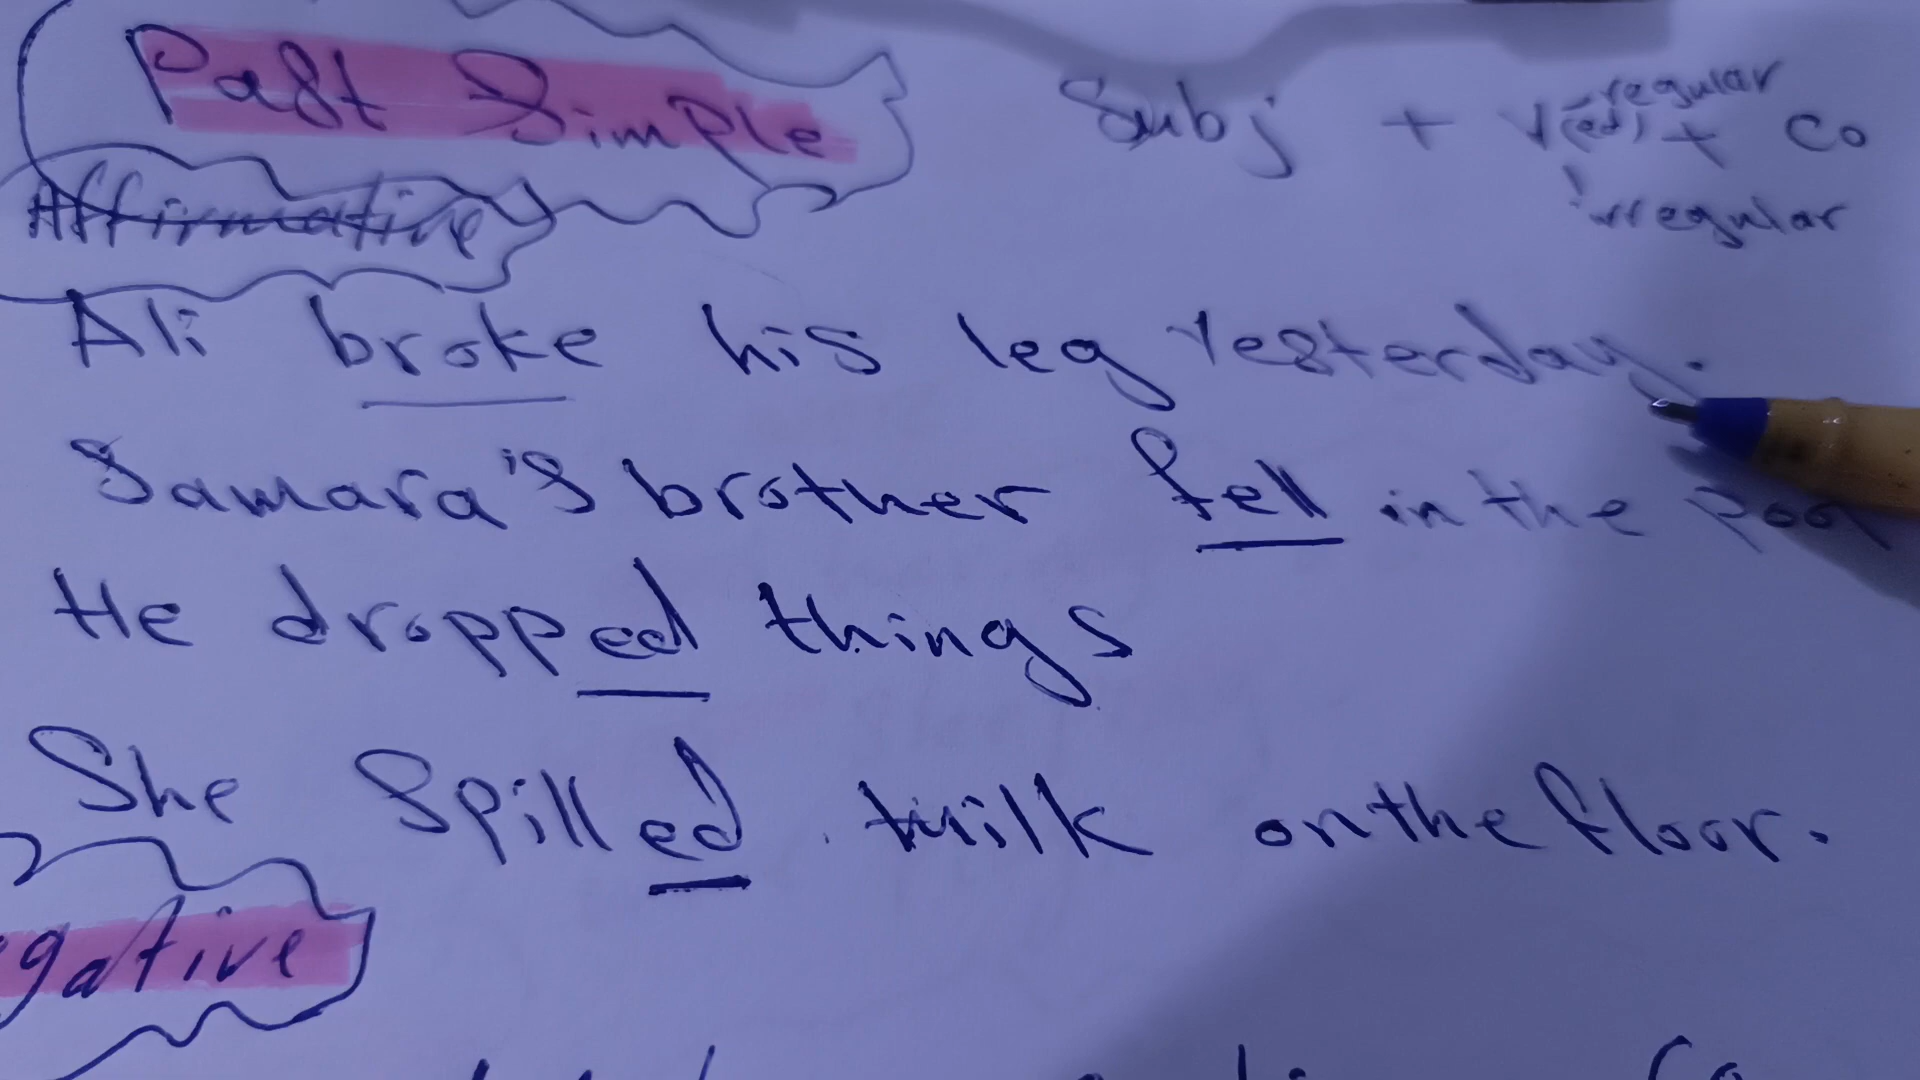 Past Simple Subj + V(ed) + Co
regular
irregular
Affirmative
Ali broke his leg Yesterday.
Samara's brother fell in the poo
He dropped things
She Spilled milk on the floor.
gative